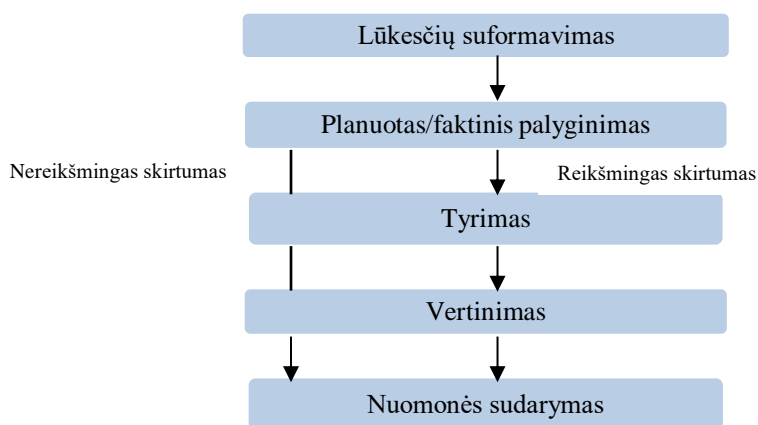 Lūkesčių suformavimas
Planuotas/faktinis palyginimas
Nereikšmingas skirtumas
Reikšmingas skirtumas
Tyrimas
Vertinimas
Nuomonės sudarymas